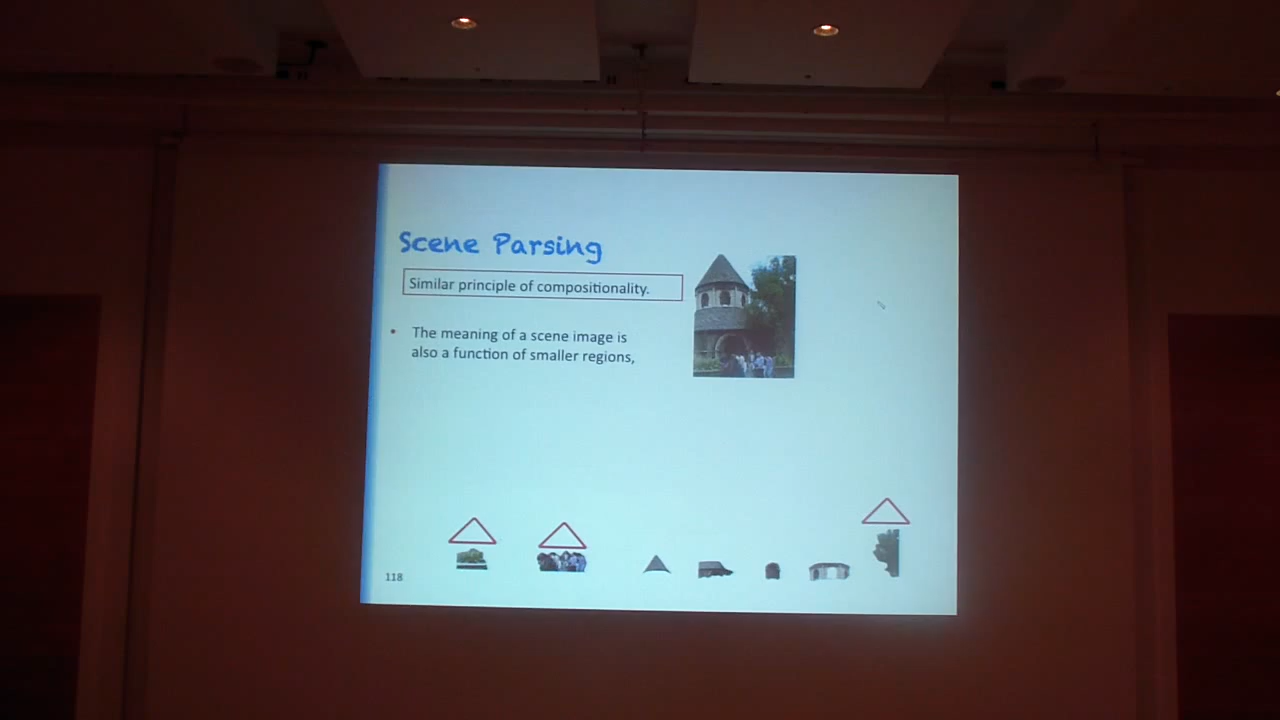 Scene Parsing
Similar principle of compositionality.
• The meaning of a scene image is
also a function of smaller regions,
118